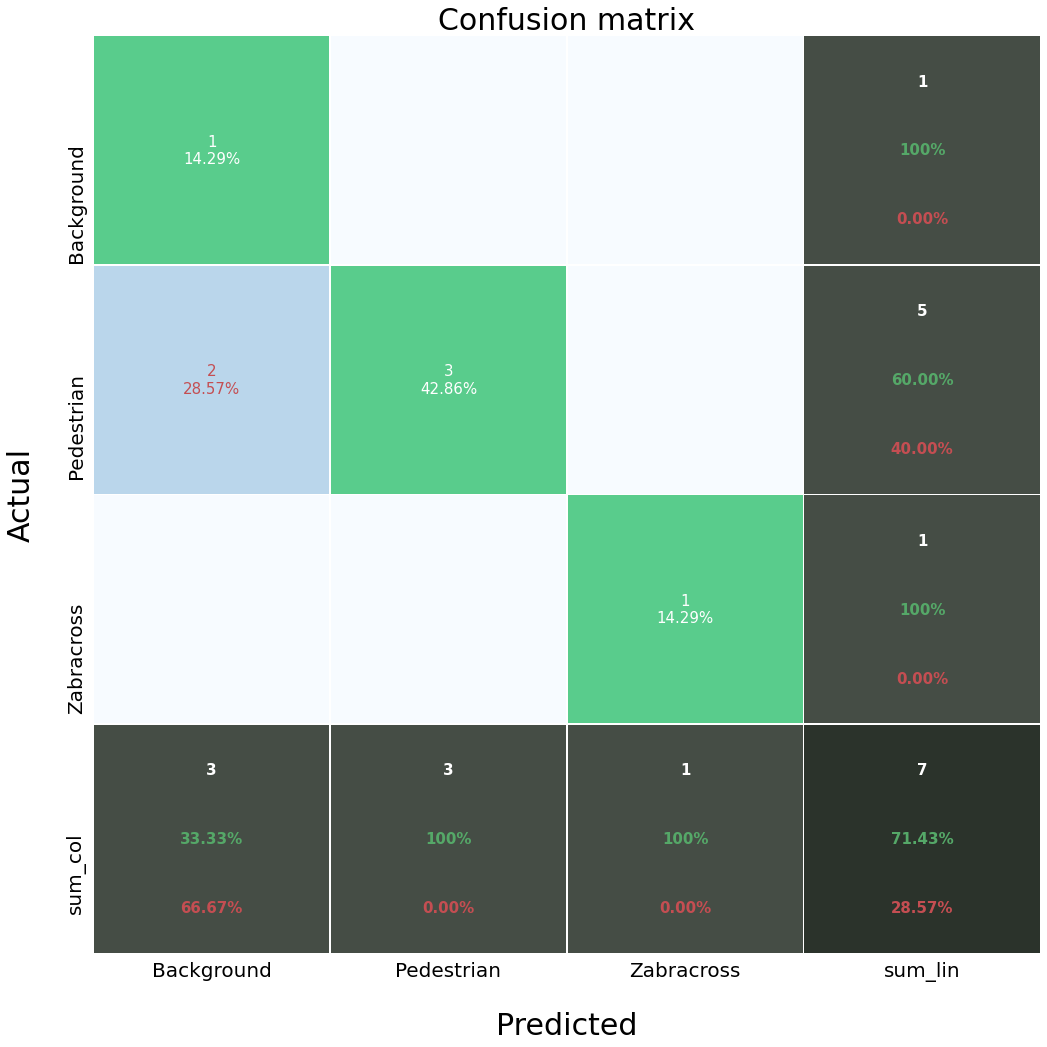 Confusion matrix
Actual
Background
1
14.29%
1
100%
0.00%
Pedestrian
2
28.57%
3
42.86%
5
60.00%
40.00%
Zabracross
1
14.29%
1
100%
0.00%
sum_col
3
33.33%
66.67%
3
100%
0.00%
1
100%
0.00%
7
71.43%
28.57%
Background
Pedestrian
Zabracross
sum_lin
Predicted